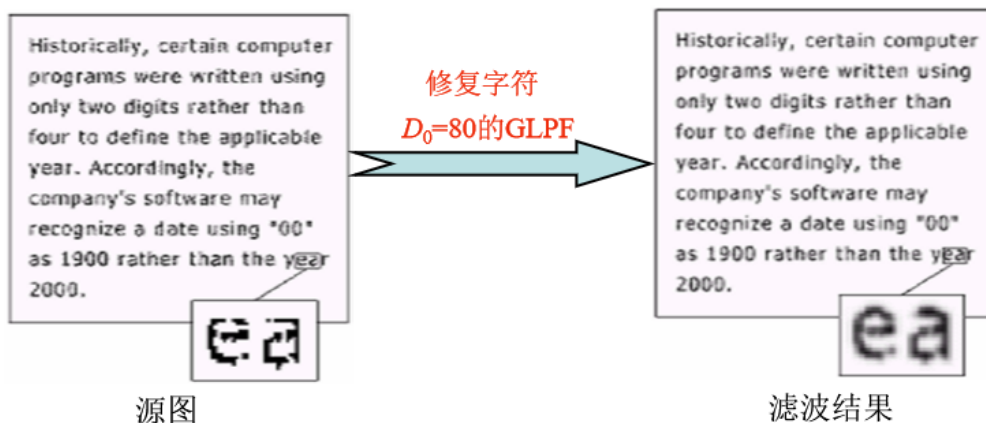 Historically, certain computer
programs were written using
only two digits rather than
four to define the applicable
year. Accordingly, the
company's software may
recognize a date using "00"
as 1900 rather than the year
2000.
ea
源图
修复字符
D₀=80的GLPF
Historically, certain computer
programs were written using
only two digits rather than
four to define the applicable
year. Accordingly, the
company's software may
recognize a date using "00"
as 1900 rather than the year
2000.
ea
滤波结果